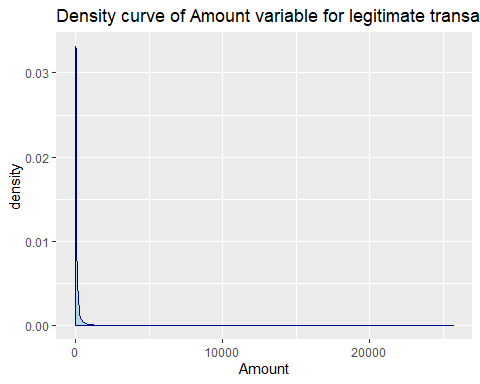 Density curve of Amount variable for legitimate transa
0.03
0.02
0.01
0.00
density
0
10000
20000
Amount